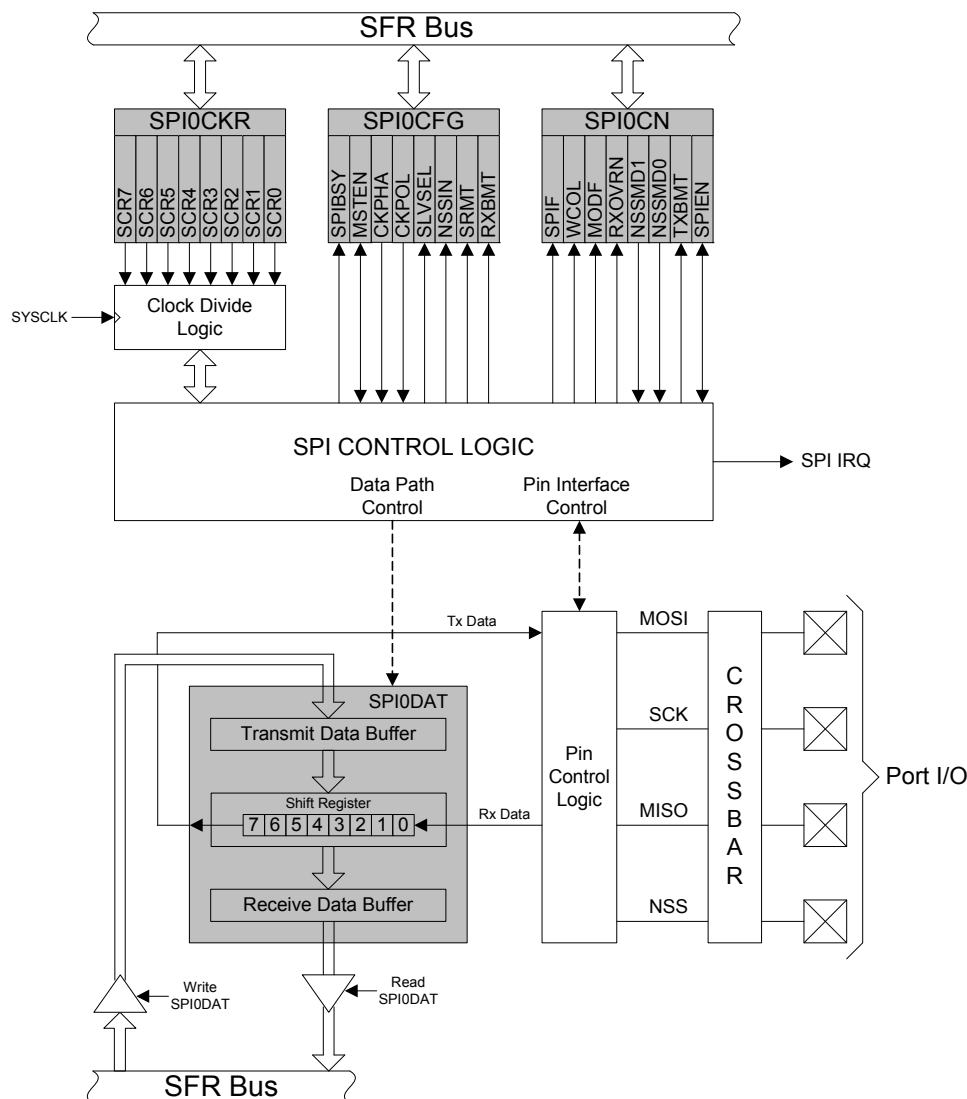 SFR Bus
SPI0CKR
SCR7
SCR6
SCR5
SCR4
SCR3
SCR2
SCR1
SCR0
SPI0CFG
SPIBSY
MSTEN
CKPHA
CKPOL
SLVSEL
NSSIN
SRMT
RXBMT
SPI0CN
SPIF
WCOL
MODF
RXOVRN
NSSMD1
NSSMD0
TXBMT
SPIEN
SYSCLK
Clock Divide
Logic
SPI CONTROL LOGIC
Data Path
Control
Pin Interface
Control
SPI IRQ
Tx Data
SPI0DAT
Transmit Data Buffer
Shift Register
7 6 5 4 3 2 1 0
Rx Data
Receive Data Buffer
Pin
Control
Logic
MOSI
SCK
MISO
NSS
CROSSBAR
Port I/O
Write
SPI0DAT
Read
SPI0DAT
SFR Bus